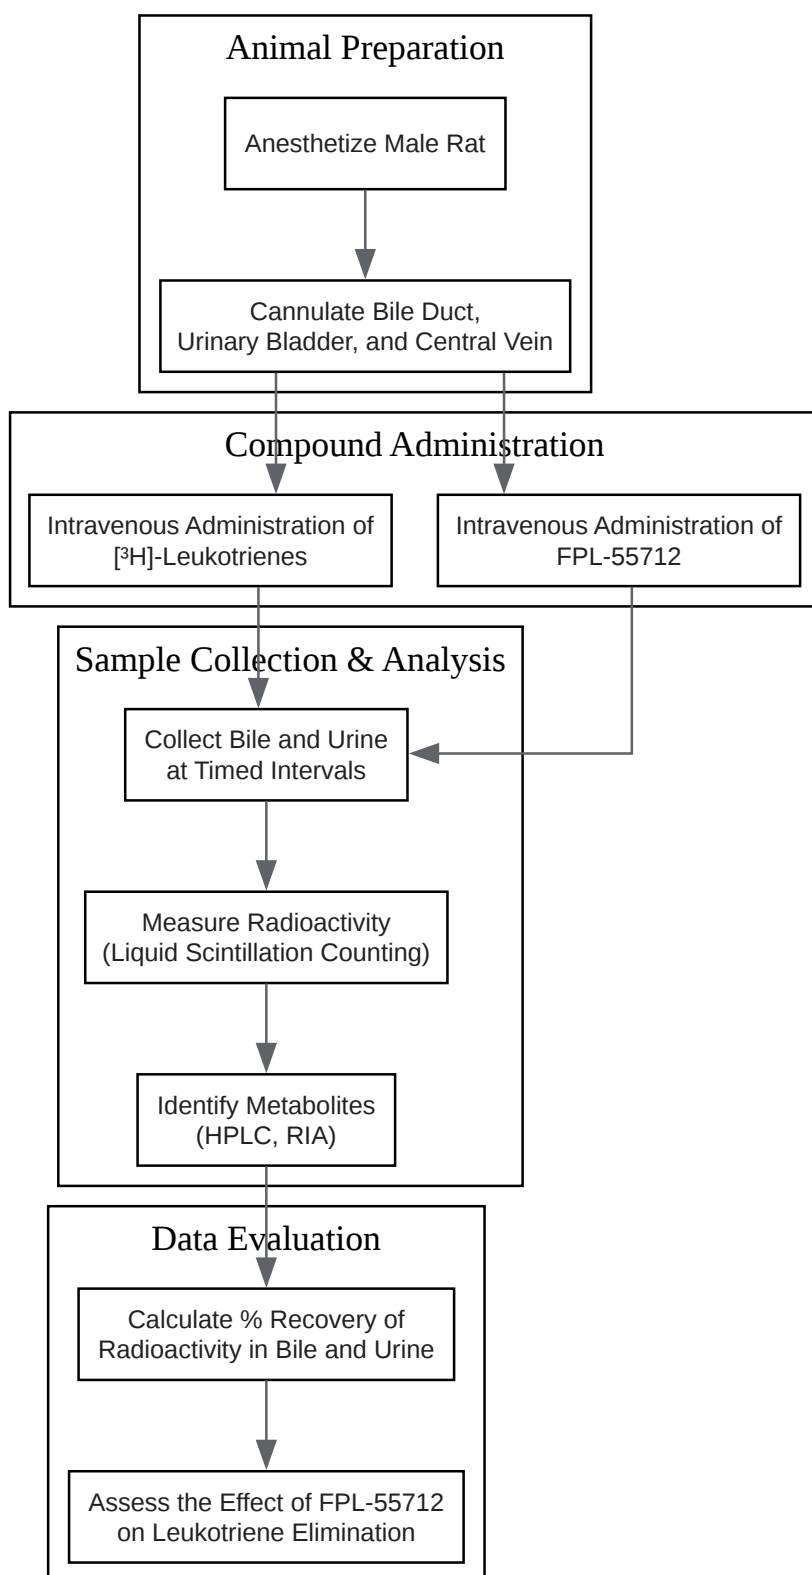 Animal Preparation
Anesthetize Male Rat
Cannulate Bile Duct,
Urinary Bladder, and Central Vein
Compound Administration
Intravenous Administration of
[³H]-Leukotrienes
Intravenous Administration of
FPL-55712
Sample Collection & Analysis
Collect Bile and Urine
at Timed Intervals
Measure Radioactivity
(Liquid Scintillation Counting)
Identify Metabolites
(HPLC, RIA)
Data Evaluation
Calculate % Recovery of
Radioactivity in Bile and Urine
Assess the Effect of FPL-55712
on Leukotriene Elimination